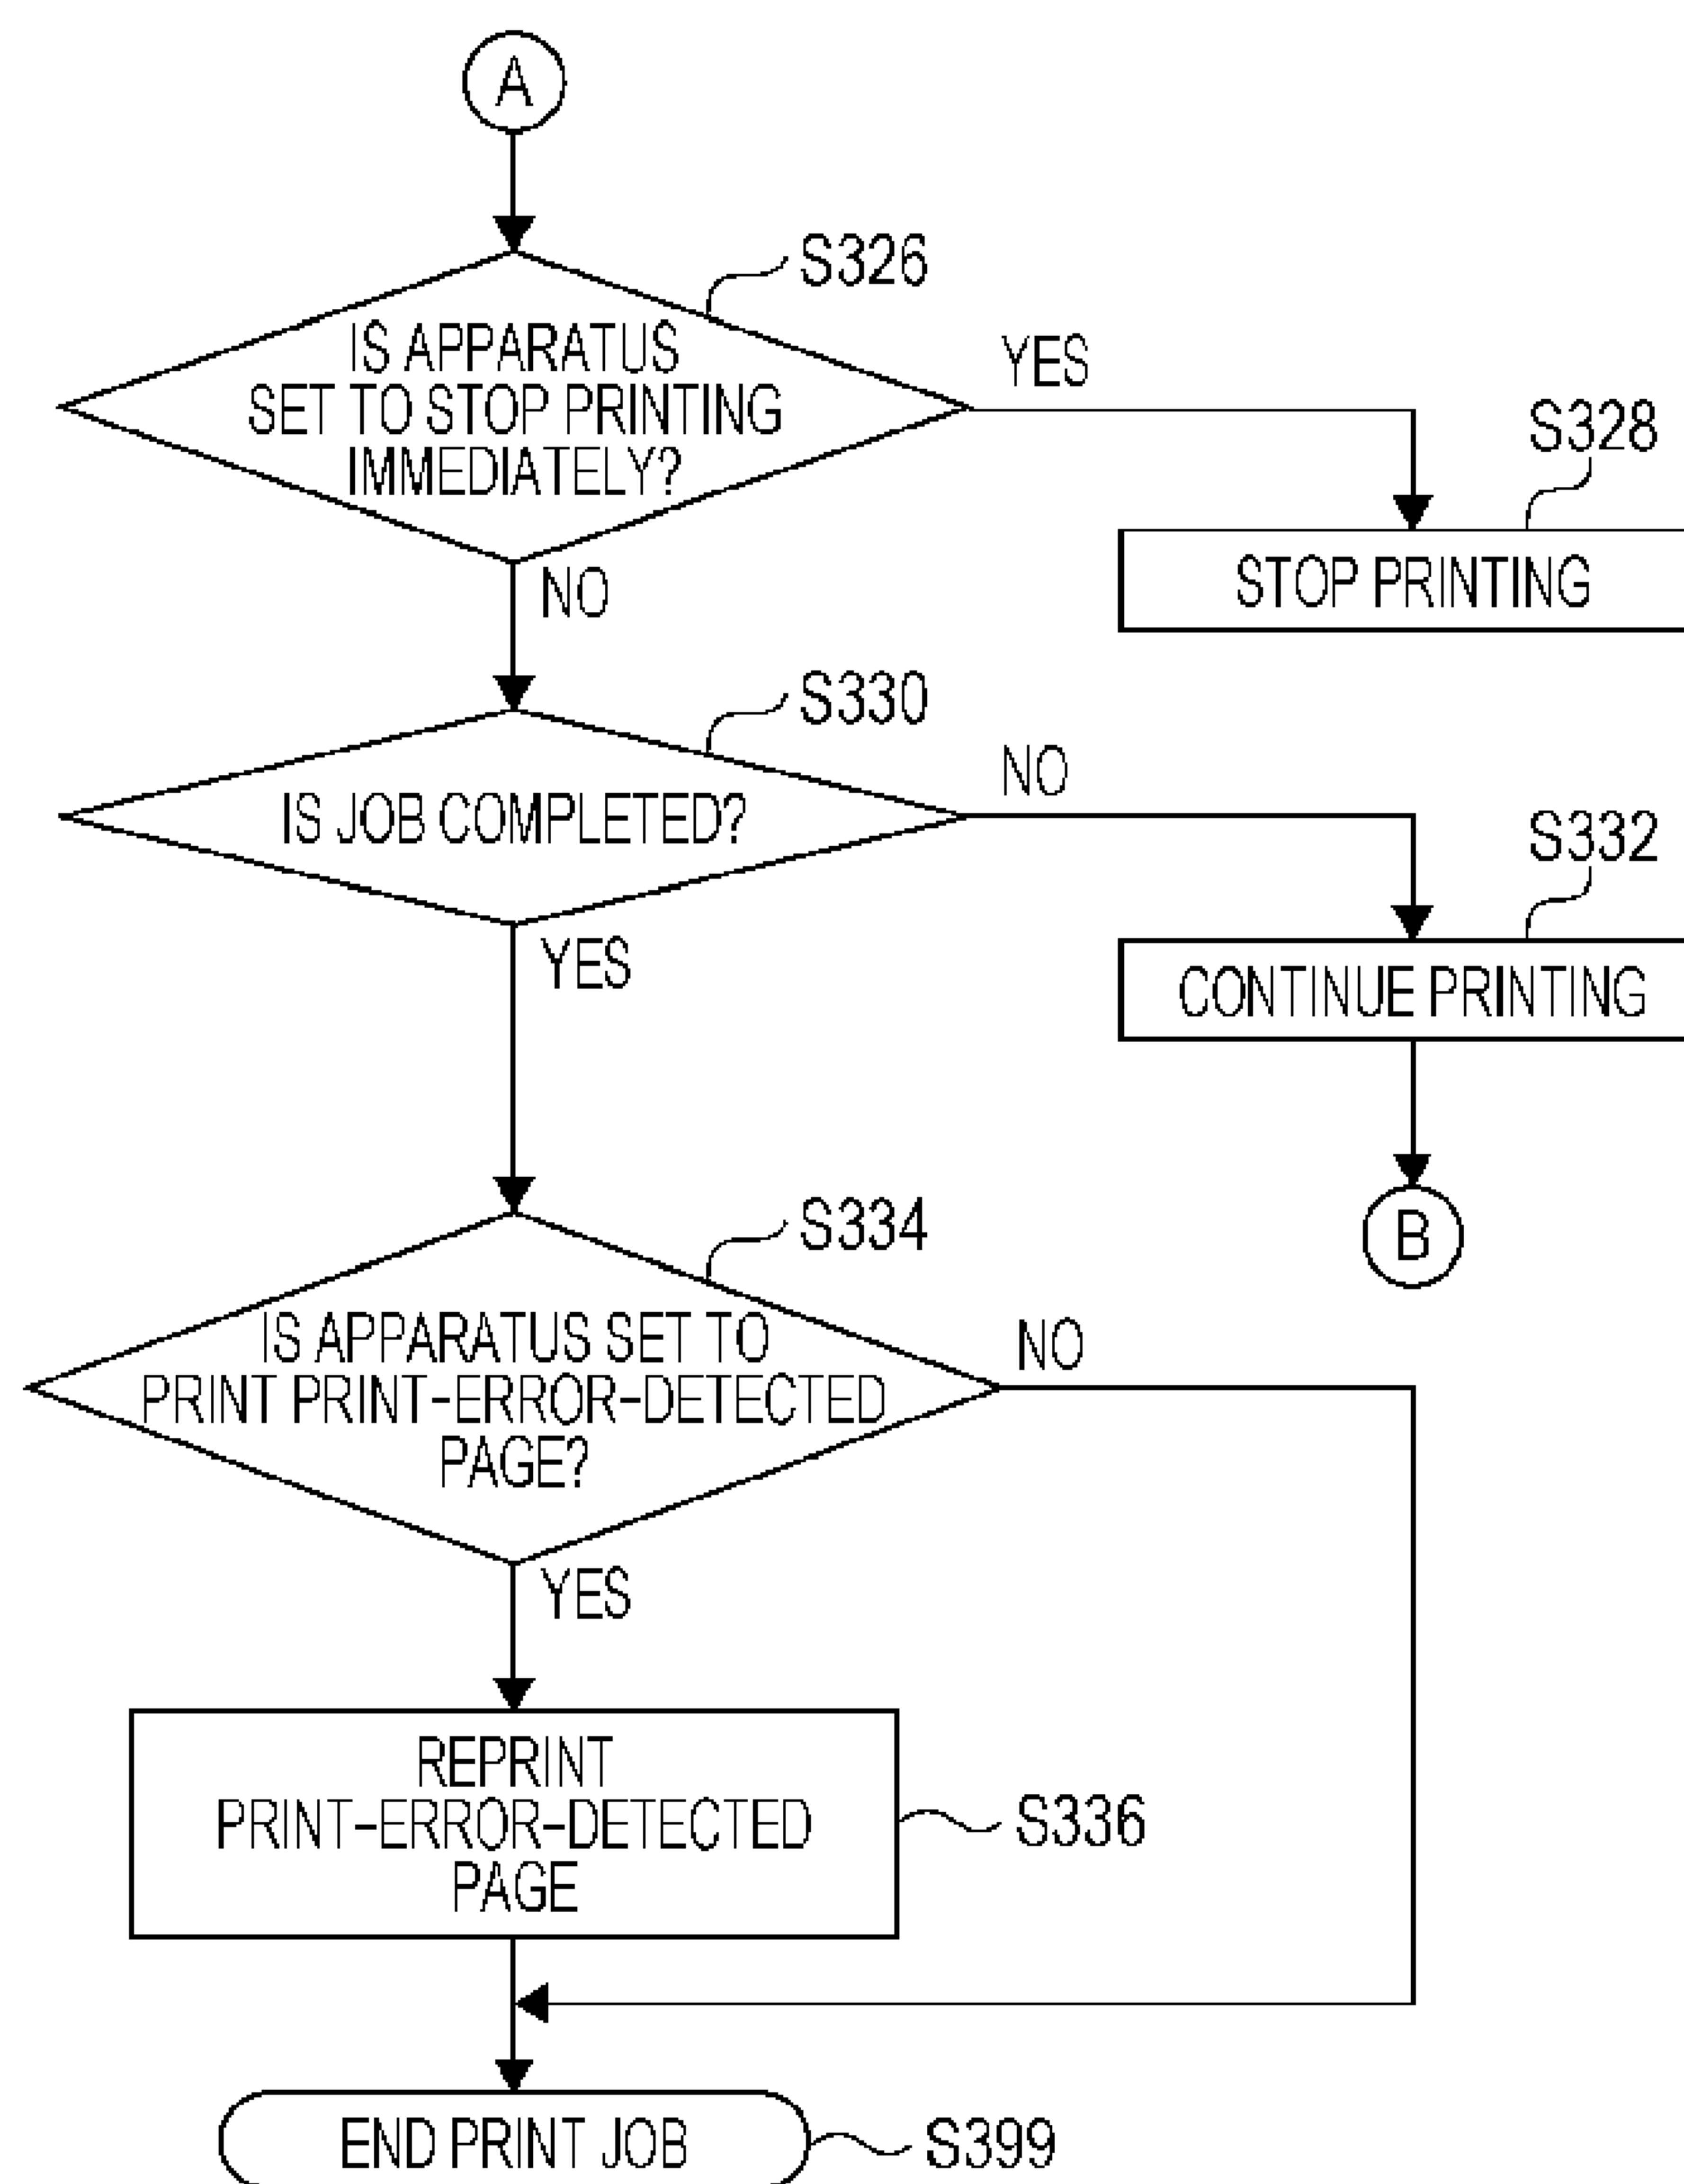 A
S326
IS APPARATUS
SET TO STOP PRINTING
IMMEDIATELY?
YES
S328
STOP PRINTING
NO
S330
IS JOB COMPLETED?
NO
S332
CONTINUE PRINTING
YES
B
S334
IS APPARATUS SET TO
PRINT PRINT-ERROR-DETECTED
PAGE?
NO
YES
REPRINT
PRINT-ERROR-DETECTED
PAGE
S336
END PRINT JOB
S399